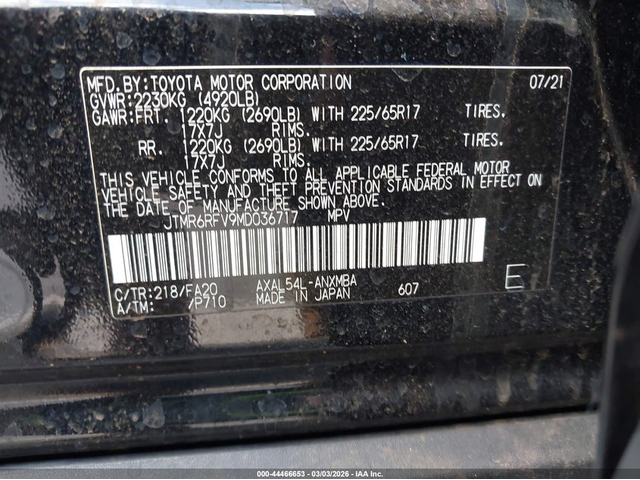 MFD. BY: TOYOTA MOTOR CORPORATION 07/21
GVWR: 2230KG (4920LB)
GAWR: FRT. 1220KG (2690LB) WITH 225/65R17 TIRES.
17X7J RIMS.
RR. 1220KG (2690LB) WITH 225/65R17 TIRES.
17X7J RIMS.
THIS VEHICLE CONFORMS TO ALL APPLICABLE FEDERAL MOTOR
VEHICLE SAFETY AND THEFT PREVENTION STANDARDS IN EFFECT ON
THE DATE OF MANUFACTURE SHOWN ABOVE.
JTMR6RFV9MD036717 MPV
C/TR: 218/FA20 AXAL54L-ANXMBA 607 E
A/TM: /P710 MADE IN JAPAN
000-44466653 | 03/03/2026 | IAA Inc.